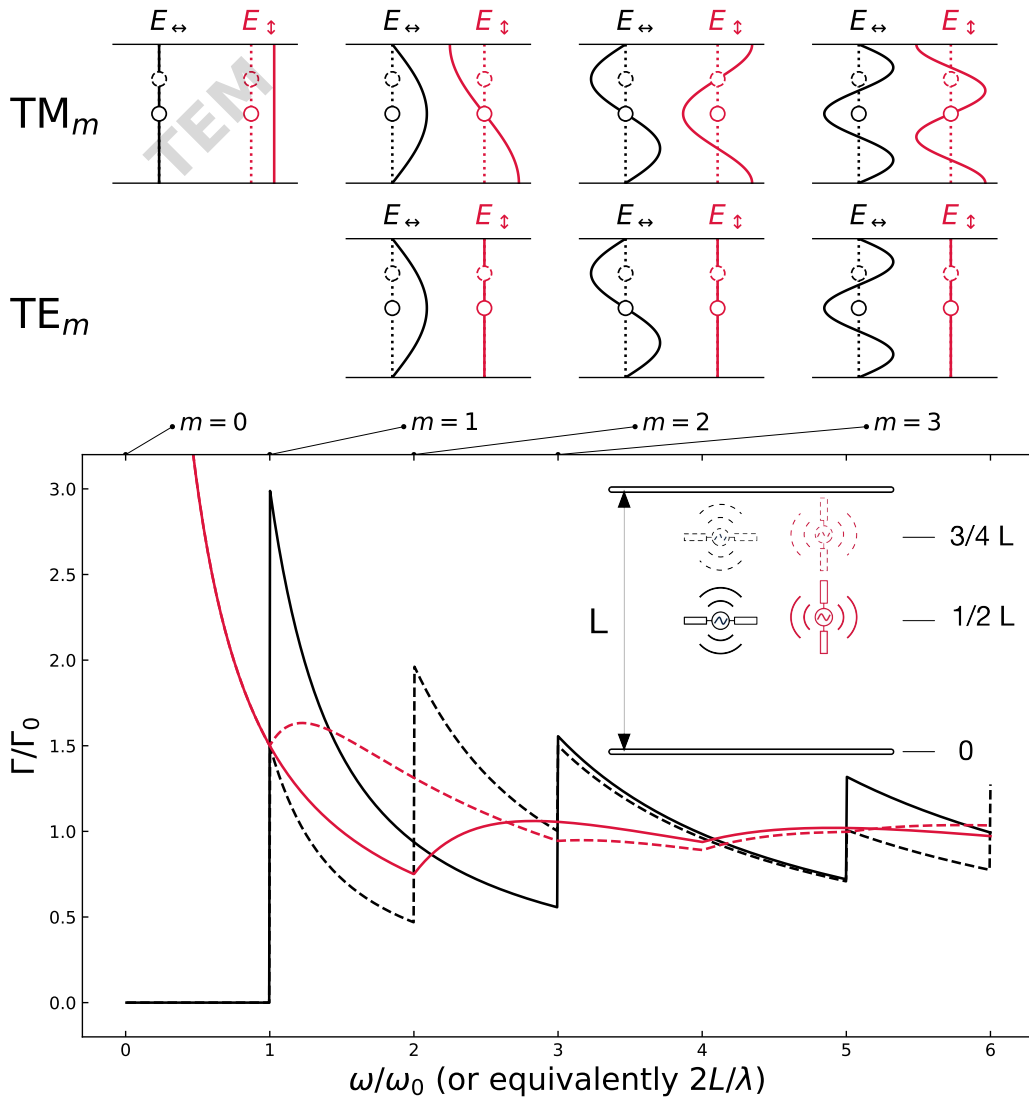 E↔ E↕ E↔ E↕ E↔ E↕ E↔ E↕
TMₘ
TEM
E↔ E↕ E↔ E↕ E↔ E↕
TEₘ
m = 0 m = 1 m = 2 m = 3
3.0
2.5
2.0
1.5
1.0
0.5
0.0
Γ/Γ₀
L
3/4 L
1/2 L
0
0 1 2 3 4 5 6
ω/ω₀ (or equivalently 2L/λ)